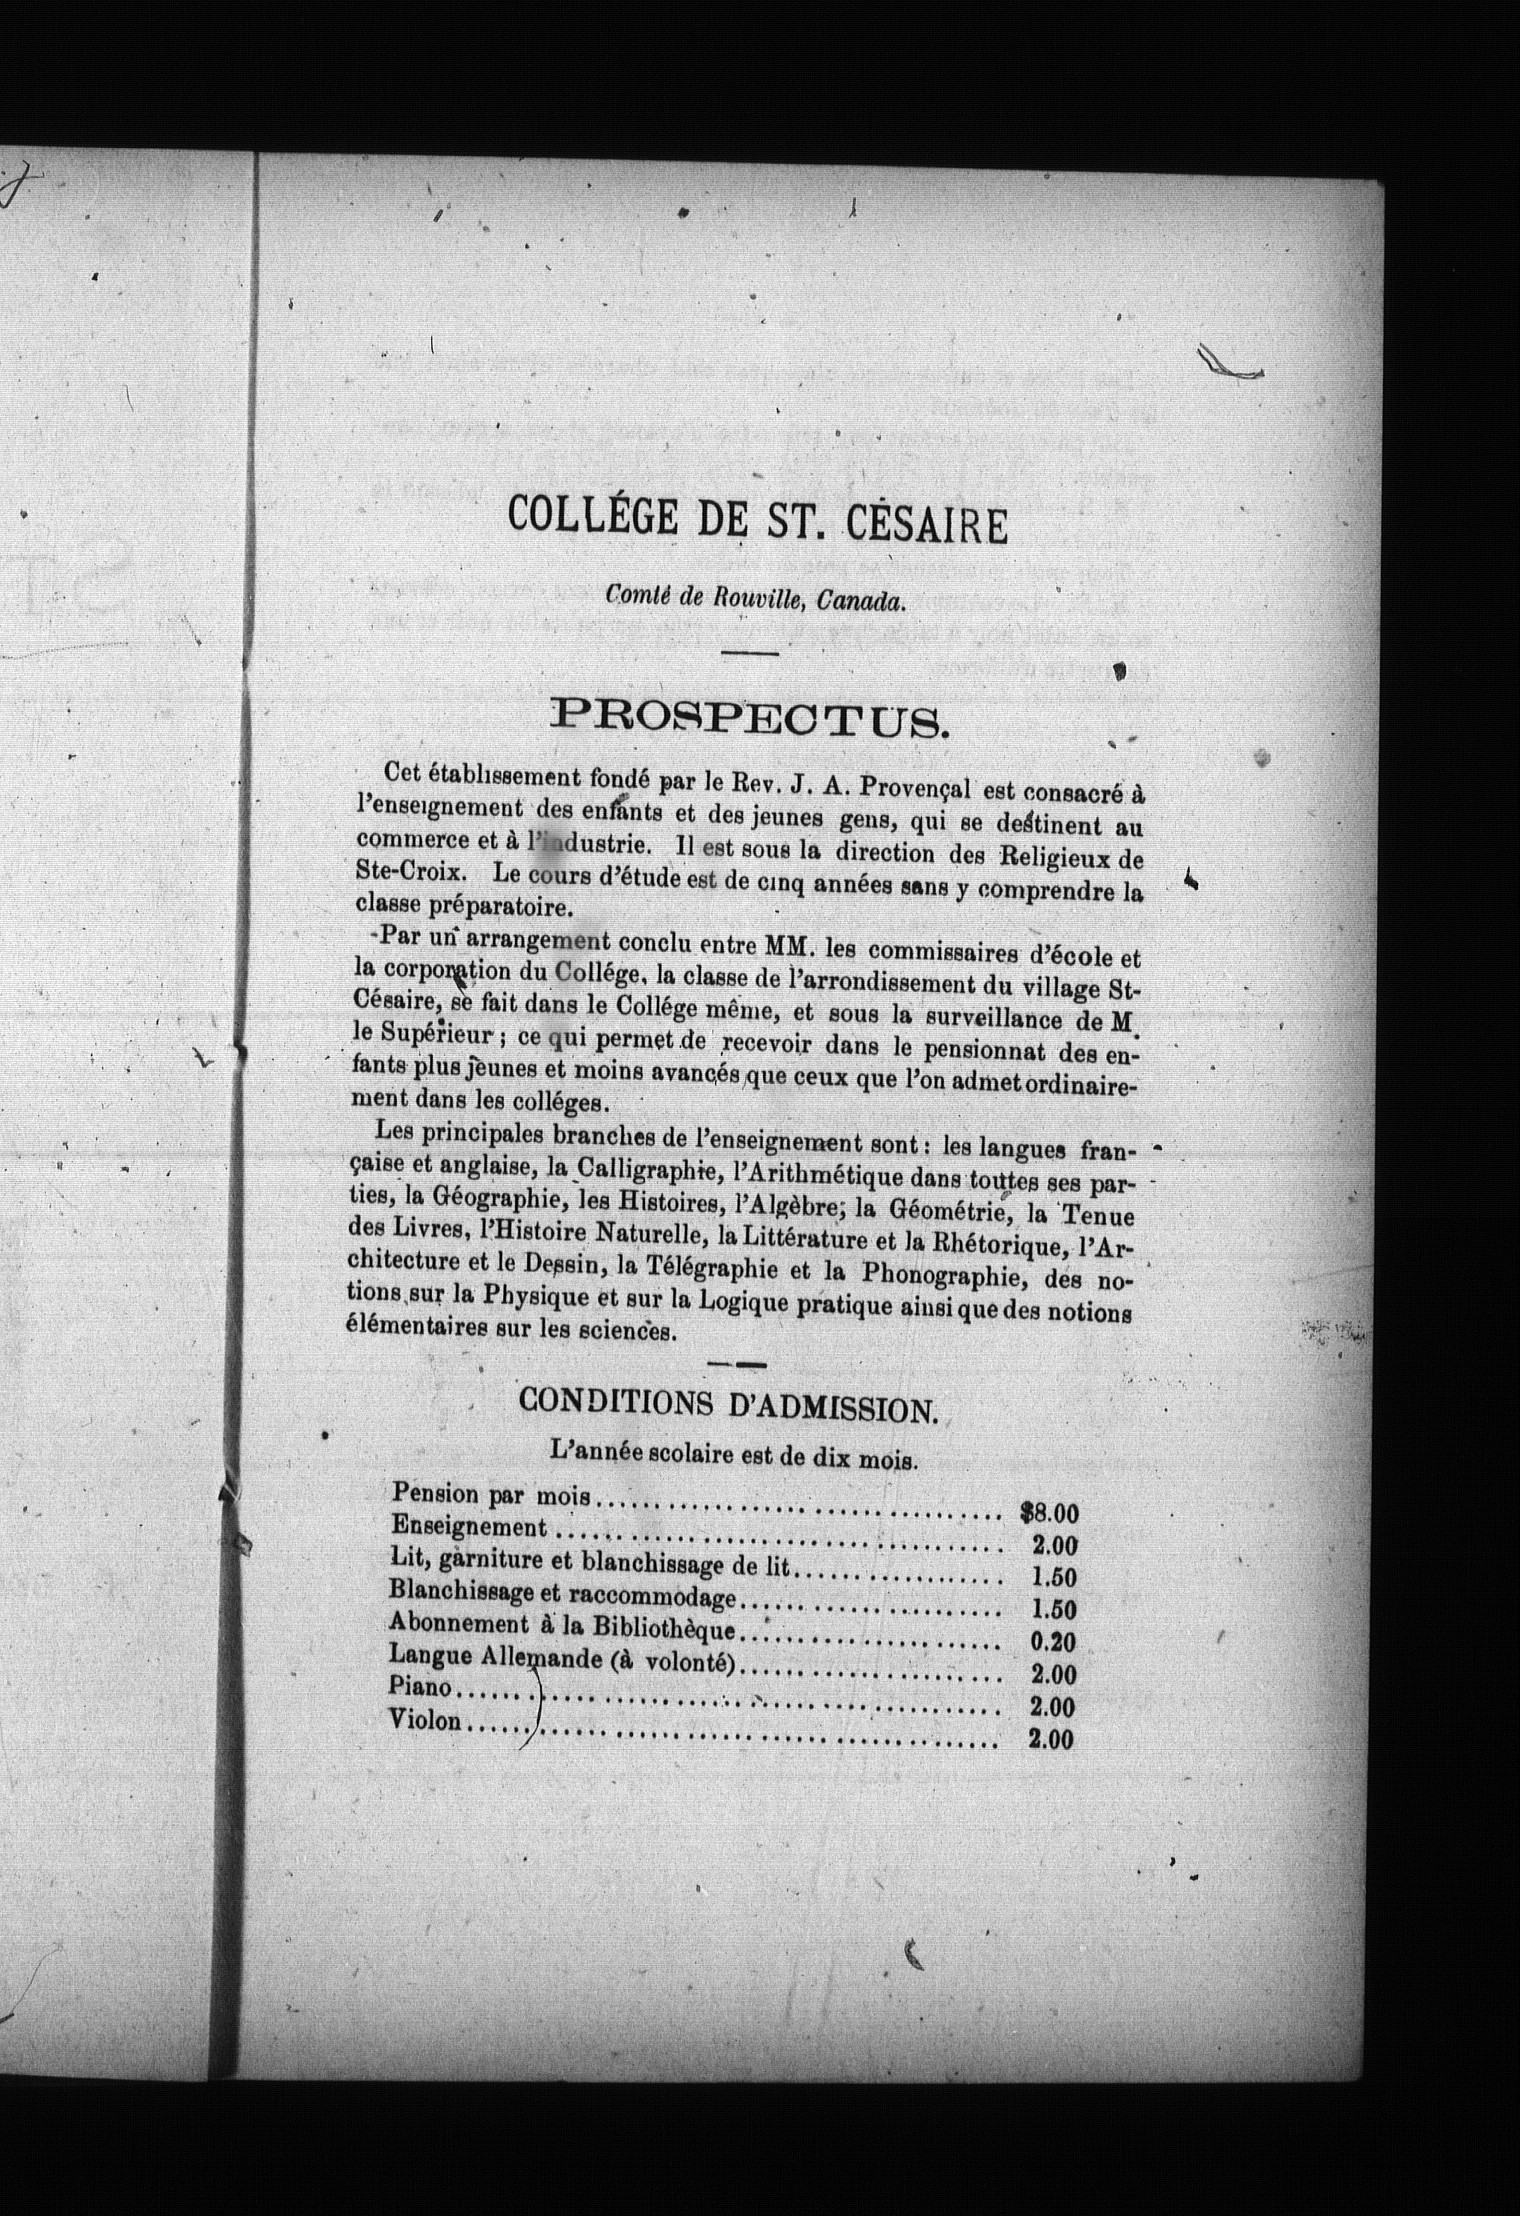 COLLÉGE DE ST. CÉSAIRE
Comté de Rouville, Canada.
PROSPECTUS.
Cet établissement fondé par le Rev. J. A. Provençal est consacré à
l'enseignement des enfants et des jeunes gens, qui se destinent au
commerce et à l'industrie. Il est sous la direction des Religieux de
Ste-Croix. Le cours d'étude est de cinq années sans y comprendre la
classe préparatoire.
Par un arrangement conclu entre MM. les commissaires d'école et
la corporation du Collége, la classe de l'arrondissement du village St-
Césaire, se fait dans le Collége même, et sous la surveillance de M.
le Supérieur; ce qui permet de recevoir dans le pensionnat des en-
fants plus jeunes et moins avancés que ceux que l'on admet ordinaire-
ment dans les colléges.
Les principales branches de l'enseignement sont: les langues fran-
çaise et anglaise, la Calligraphie, l'Arithmétique dans toutes ses par-
ties, la Géographie, les Histoires, l'Algèbre; la Géométrie, la Tenue
des Livres, l'Histoire Naturelle, la Littérature et la Rhétorique, l'Ar-
chitecture et le Dessin, la Télégraphie et la Phonographie, des no-
tions sur la Physique et sur la Logique pratique ainsi que des notions
élémentaires sur les sciences.
CONDITIONS D'ADMISSION.
L'année scolaire est de dix mois.
Pension par mois........................................ $8.00
Enseignement............................................ 2.00
Lit, garniture et blanchissage de lit.................. 1.50
Blanchissage et raccommodage....................... 1.50
Abonnement à la Bibliothèque....................... 0.20
Langue Allemande (à volonté)....................... 2.00
Piano.................................................... 2.00
Violon................................................... 2.00